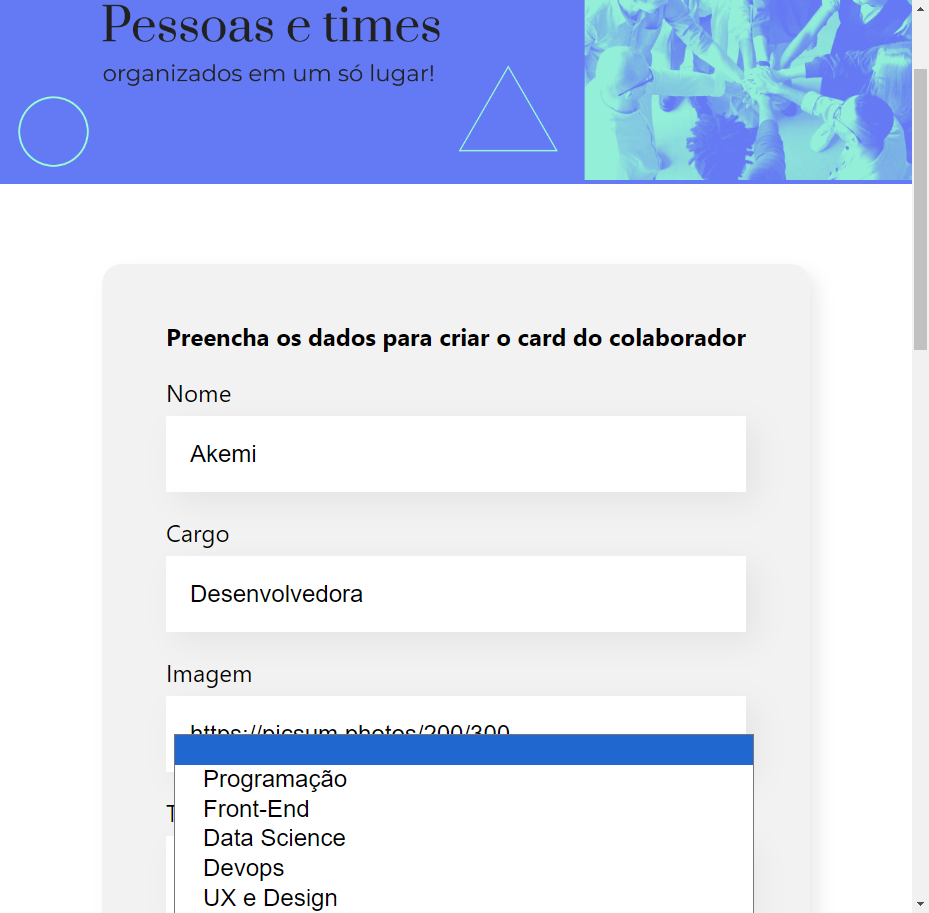 Pessoas e times
organizados em um só lugar!
Preencha os dados para criar o card do colaborador
Nome
Akemi
Cargo
Desenvolvedora
Imagem
https://picsum.photos/200/300
Programação
Front-End
Data Science
Devops
UX e Design